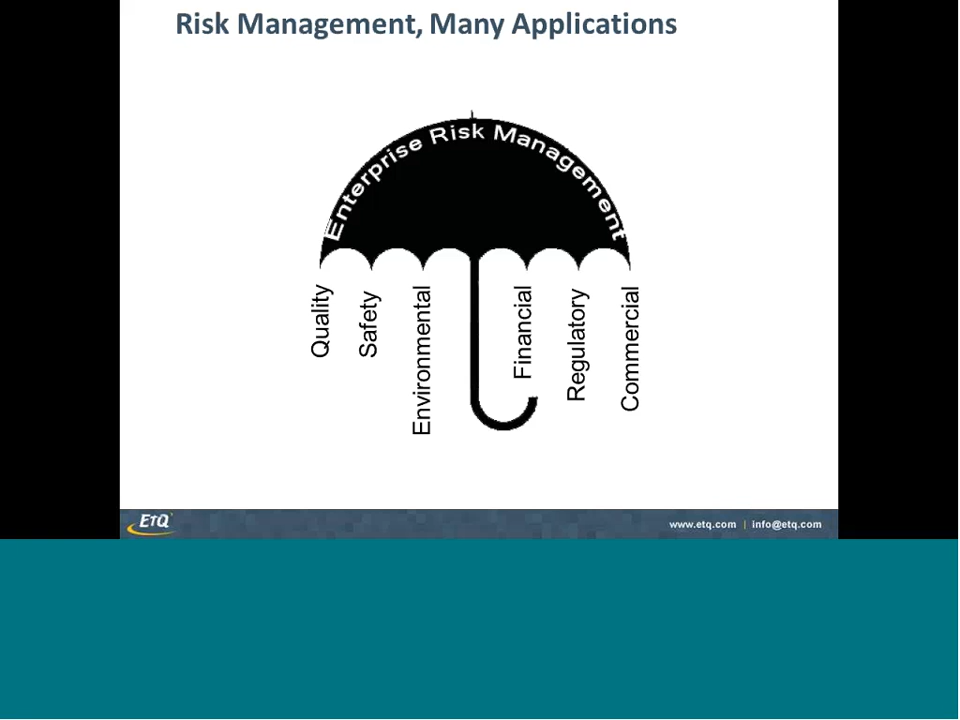 Risk Management, Many Applications
Enterprise Risk Management
Quality
Safety
Environmental
Financial
Regulatory
Commercial
ETQ
www.etq.com | info@etq.com